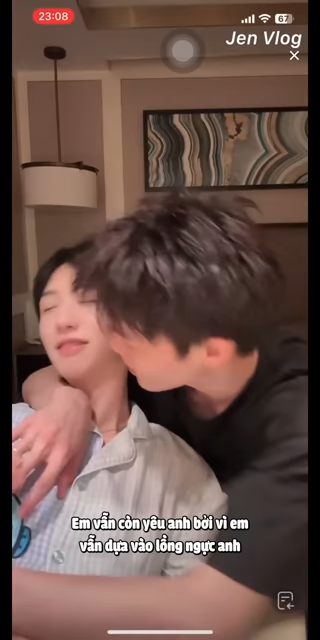 23:08
67
Jen Vlog
Em vẫn còn yêu anh bởi vì em
vẫn dựa vào lồng ngực anh